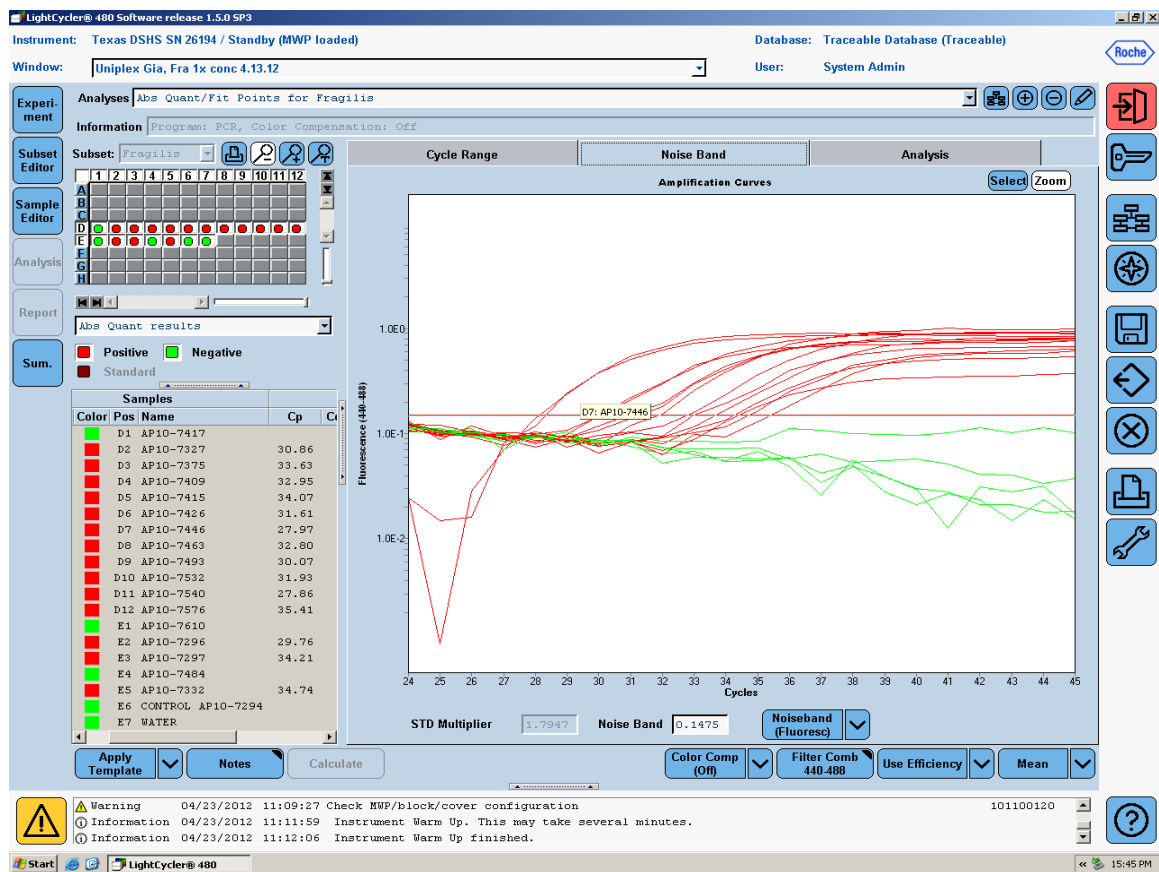 LightCycler® 480 Software release 1.5.0 SP3
Instrument: Texas DSHS SN 26194 / Standby (MWP loaded)
Database: Traceable Database (Traceable)
Roche
Window: Uniplex Gia, Fra 1x conc 4.13.12
User: System Admin
Experi-
ment
Subset
Editor
Sample
Editor
Analysis
Report
Sum.
Analyses Abs Quant/Fit Points for Fragilis
Information Program: PCR, Color Compensation: Off
Subset: Fragilis
1 2 3 4 5 6 7 8 9 10 11 12
A
B
C
D
E
F
G
H
Abs Quant results
Positive Negative
Standard
Samples
Color Pos Name Cp
D1 AP10-7417
D2 AP10-7327 30.86
D3 AP10-7375 33.63
D4 AP10-7409 32.95
D5 AP10-7415 34.07
D6 AP10-7426 31.61
D7 AP10-7446 27.97
D8 AP10-7463 32.80
D9 AP10-7493 30.07
D10 AP10-7532 31.93
D11 AP10-7540 27.86
D12 AP10-7576 35.41
E1 AP10-7610
E2 AP10-7296 29.76
E3 AP10-7297 34.21
E4 AP10-7484
E5 AP10-7332 34.74
E6 CONTROL AP10-7294
E7 WATER
Cycle Range Noise Band Analysis
Amplification Curves
Select Zoom
1.0E0
1.0E-1
1.0E-2
Fluorescence (440-488)
D7: AP10-7446
24 25 26 27 28 29 30 31 32 33 34 35 36 37 38 39 40 41 42 43 44 45
Cycles
STD Multiplier 1.7947 Noise Band 0.1475 Noiseband
(Fluoresc)
Apply
Template
Notes
Calculate
Color Comp
(Off)
Filter Comb
440-488
Use Efficiency
Mean
Warning 04/23/2012 11:09:27 Check MWP/block/cover configuration 101100120
Information 04/23/2012 11:11:59 Instrument Warm Up. This may take several minutes.
Information 04/23/2012 11:12:06 Instrument Warm Up finished.
Start LightCycler® 480 15:45 PM